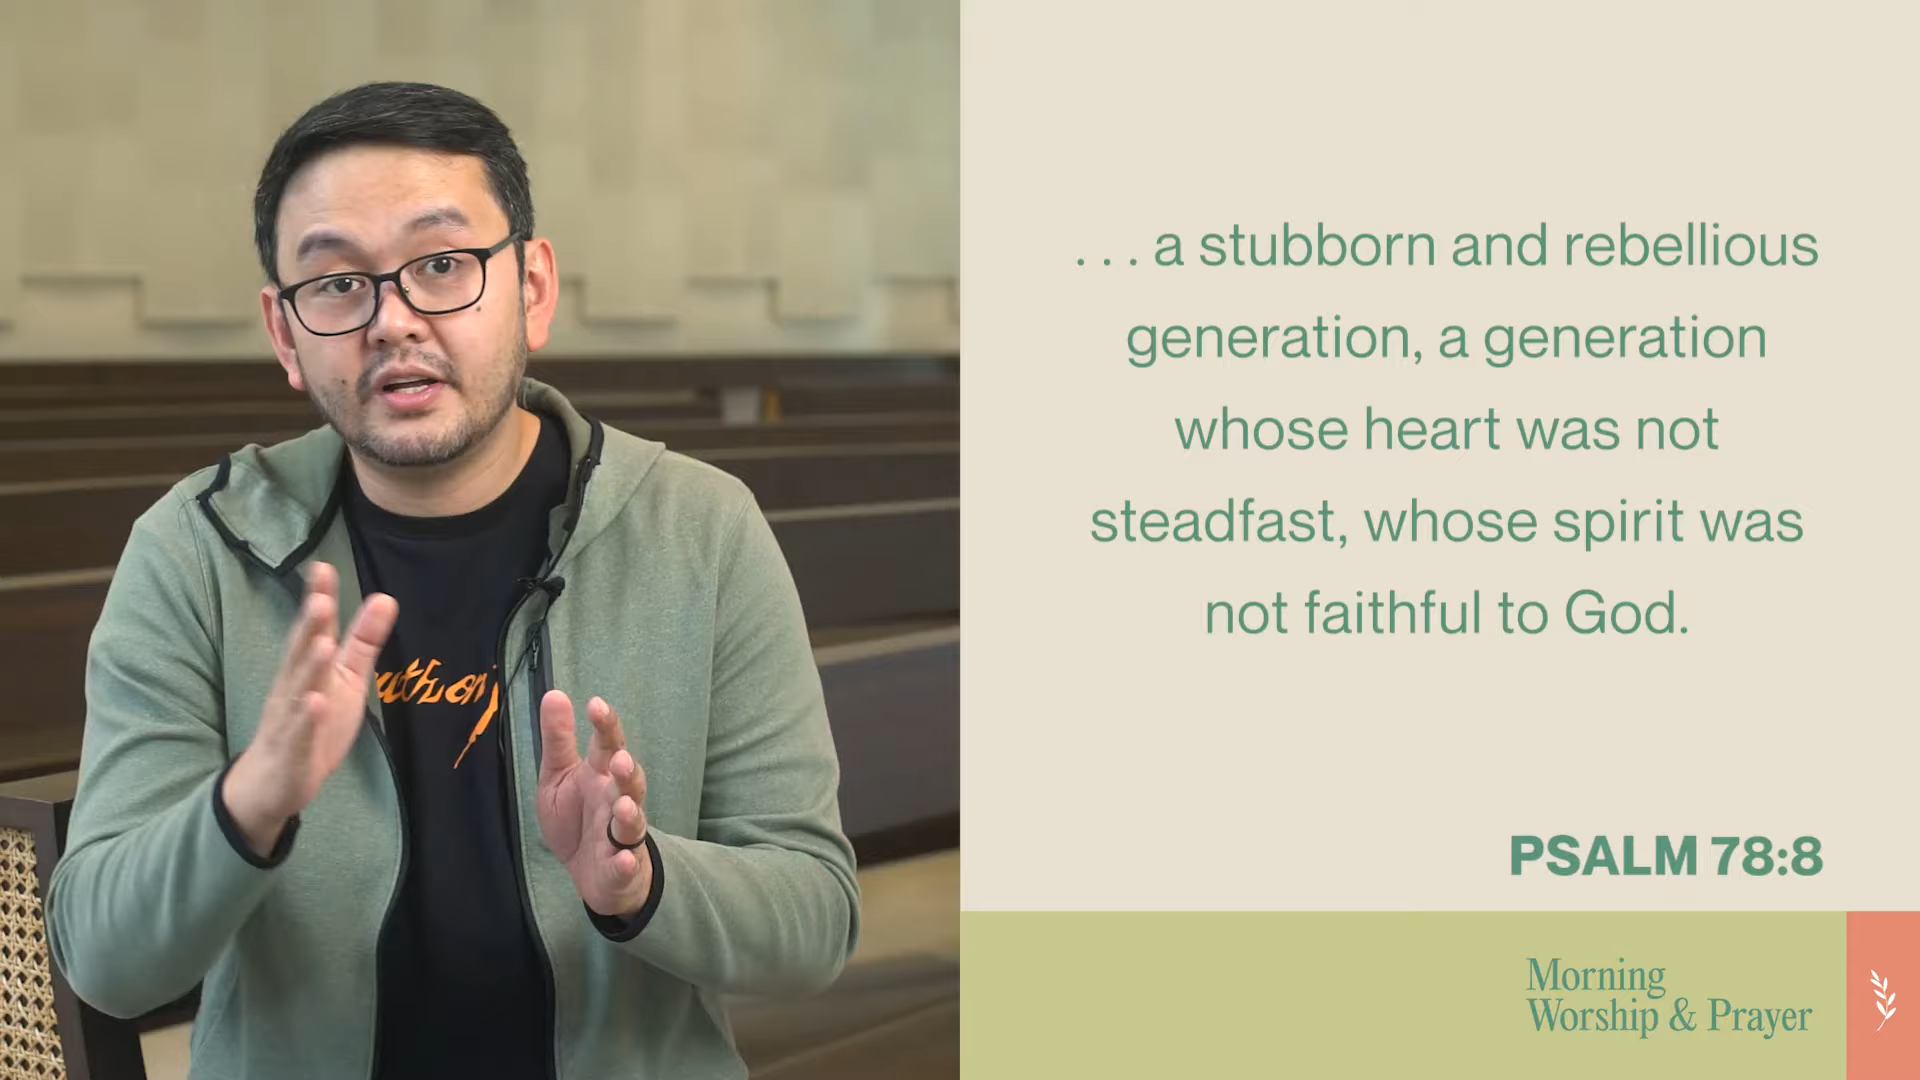 . . . a stubborn and rebellious
generation, a generation
whose heart was not
steadfast, whose spirit was
not faithful to God.
PSALM 78:8
Morning
Worship & Prayer